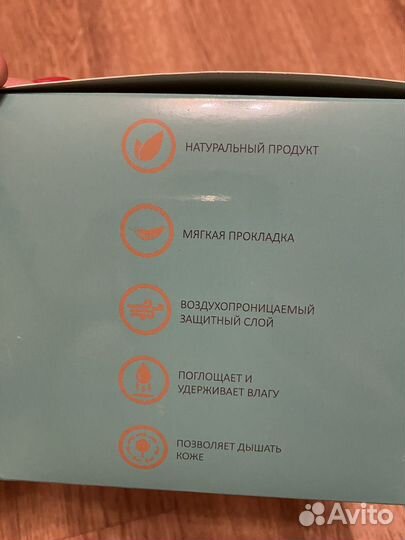 НАТУРАЛЬНЫЙ ПРОДУКТ
МЯГКАЯ ПРОКЛАДКА
ВОЗДУХОПРОНИЦАЕМЫЙ
ЗАЩИТНЫЙ СЛОЙ
ПОГЛОЩАЕТ И
УДЕРЖИВАЕТ ВЛАГУ
ПОЗВОЛЯЕТ ДЫШАТЬ
КОЖЕ
Avito